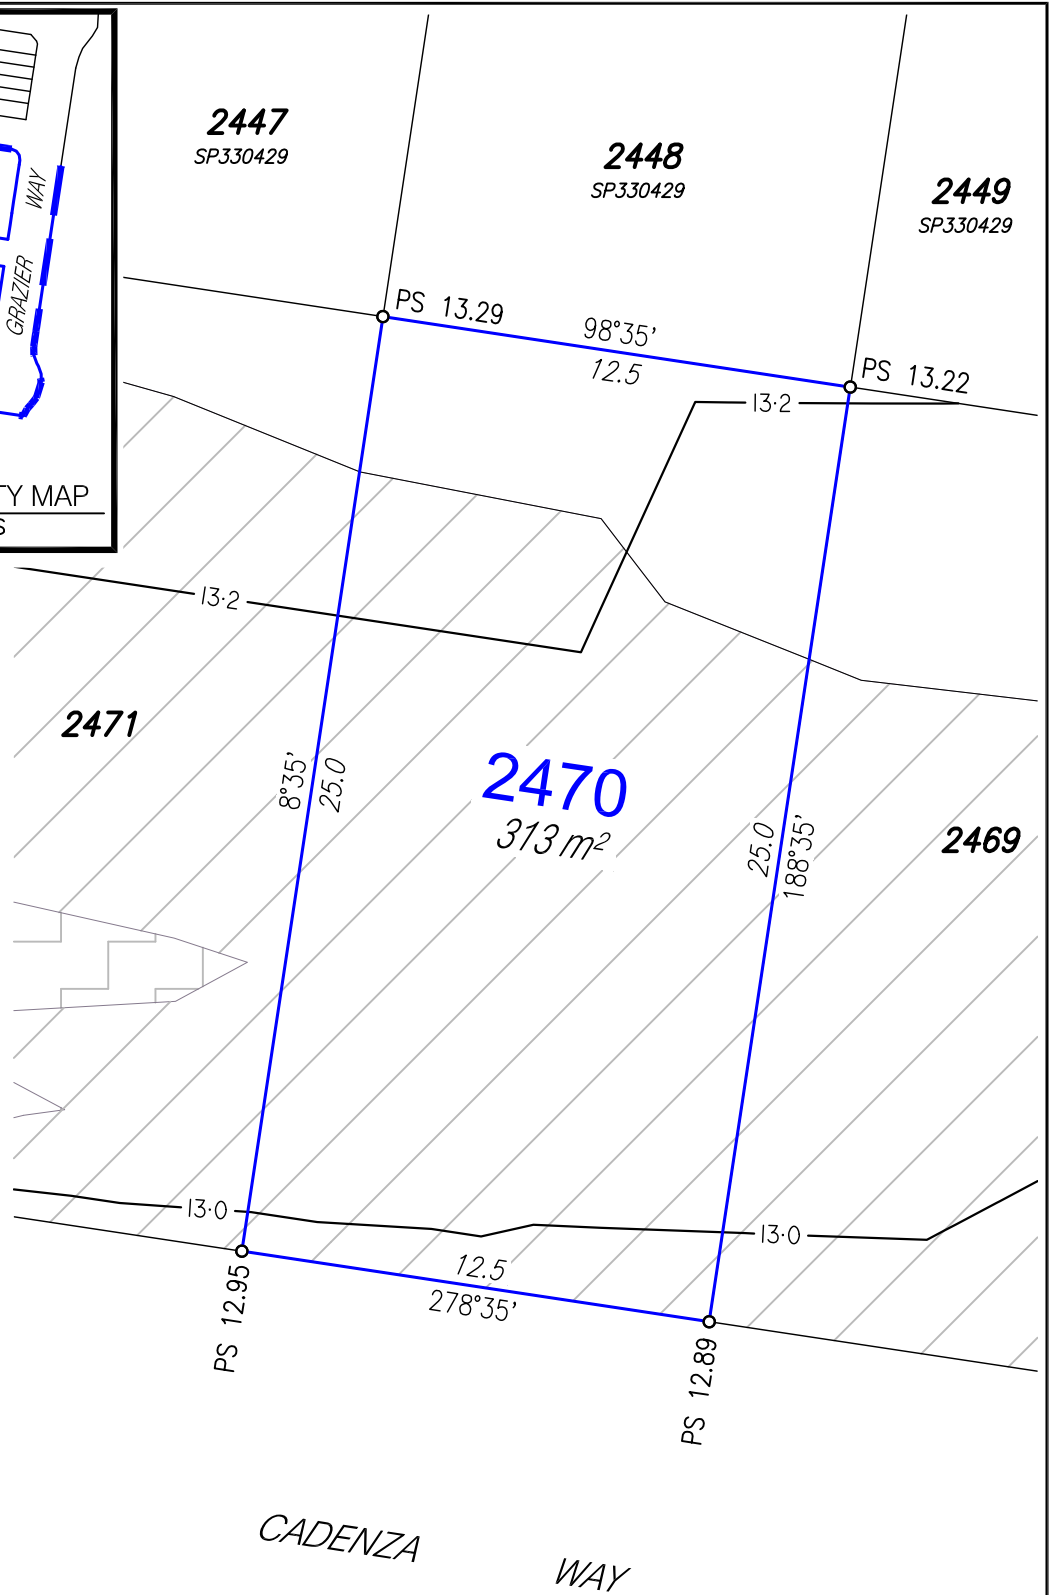 2447
SP330429
2448
SP330429
2449
SP330429
WAY
GRAZIER
TY MAP
S
PS 13.29
98°35'
12.5
PS 13.22
13·2
13·2
2471
8°35'
25.0
2470
313 m²
25.0
188°35'
2469
13·0
13·0
12.5
278°35'
PS 12.95
PS 12.89
CADENZA WAY